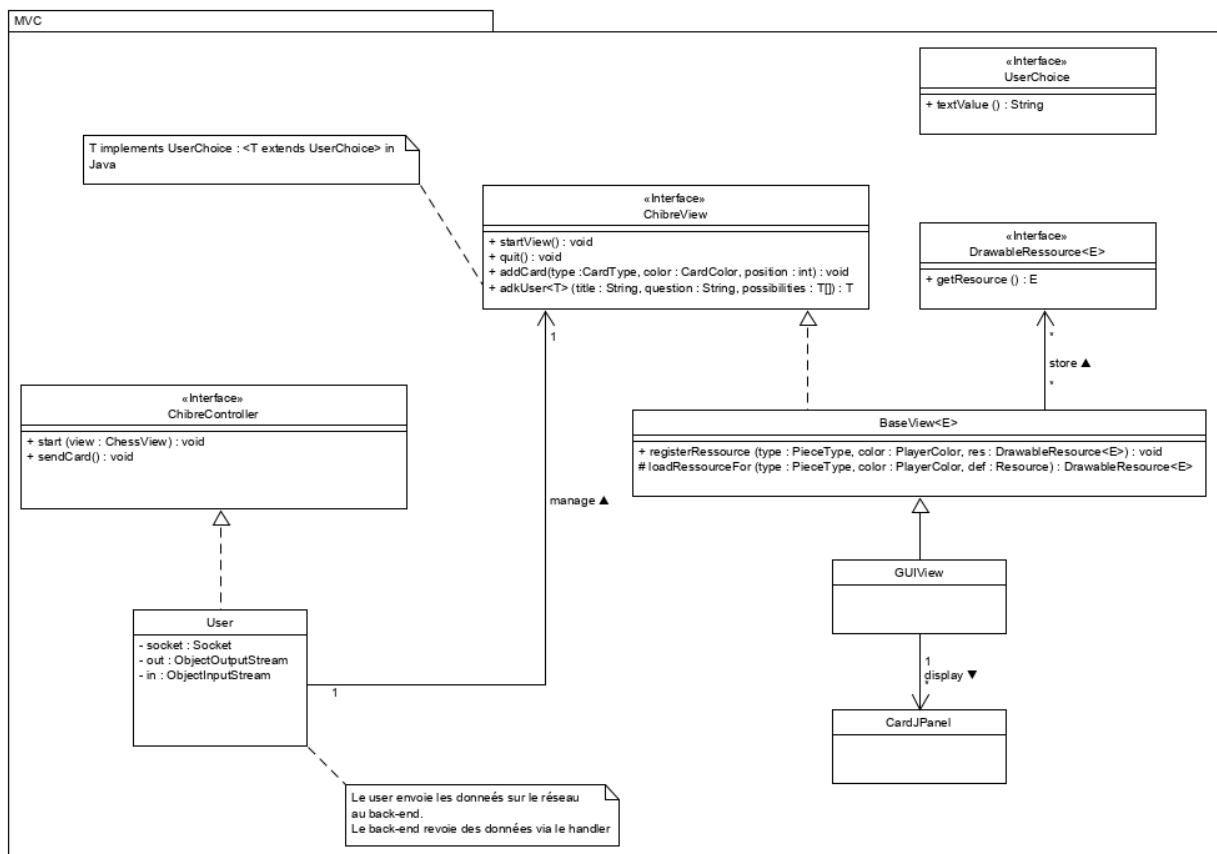 MVC
«Interface»
UserChoice
+ textValue () : String
T implements UserChoice : <T extends UserChoice> in
Java
«Interface»
ChibreView
+ startView() : void
+ quit() : void
+ addCard(type :CardType, color : CardColor, position : int) : void
+ adkUser<T> (title : String, question : String, possibilities : T[]) : T
«Interface»
DrawableRessource<E>
+ getResource () : E
1
*
store ▲
*
«Interface»
ChibreController
+ start (view : ChessView) : void
+ sendCard() : void
BaseView<E>
+ registerRessource (type : PieceType, color : PlayerColor, res : DrawableResource<E>) : void
# loadRessourceFor (type : PieceType, color : PlayerColor, def : Resource) : DrawableResource<E>
manage ▲
GUIView
User
- socket : Socket
- out : ObjectOutputStream
- in : ObjectInputStream
1
1
display ▼
*
CardJPanel
Le user envoie les donneés sur le réseau
au back-end.
Le back-end revoie des données via le handler